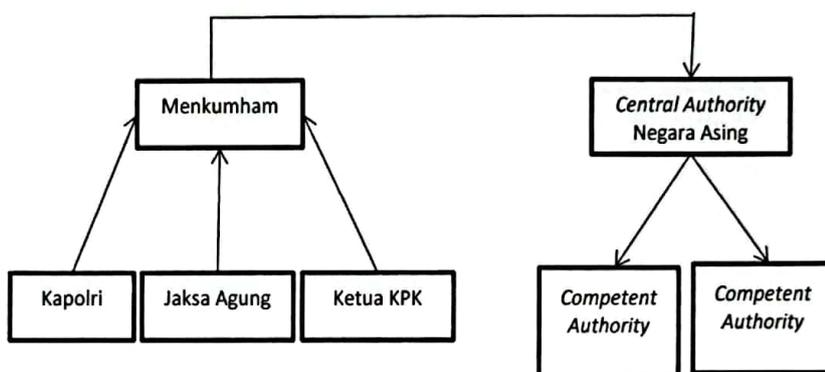 Menkumham
Central Authority
Negara Asing
Kapolri
Jaksa Agung
Ketua KPK
Competent
Authority
Competent
Authority